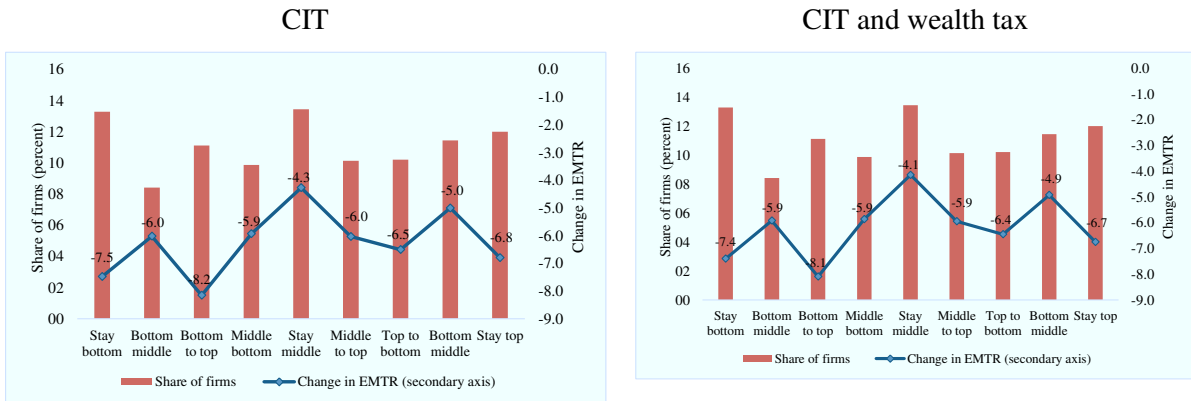 CIT
CIT and wealth tax
16
14
12
10
08
06
04
02
00
Share of firms (percent)
0.0
-1.0
-2.0
-3.0
-4.0
-5.0
-6.0
-7.0
-8.0
-9.0
Change in EMTR
-7.5
-6.0
-8.2
-5.9
-4.3
-6.0
-6.5
-5.0
-6.8
Stay bottom
Bottom middle
Bottom to top
Middle bottom
Stay middle
Middle to top
Top to bottom
Bottom middle
Stay top
Share of firms
Change in EMTR (secondary axis)
16
14
12
10
08
06
04
02
00
Share of firms (percent)
0.0
-1.0
-2.0
-3.0
-4.0
-5.0
-6.0
-7.0
-8.0
-9.0
Change in EMTR
-7.4
-5.9
-8.1
-5.9
-4.1
-5.9
-6.4
-4.9
-6.7
Stay bottom
Bottom middle
Bottom to top
Middle bottom
Stay middle
Middle to top
Top to bottom
Bottom middle
Stay top
Share of firms
Change in EMTR (secondary axis)